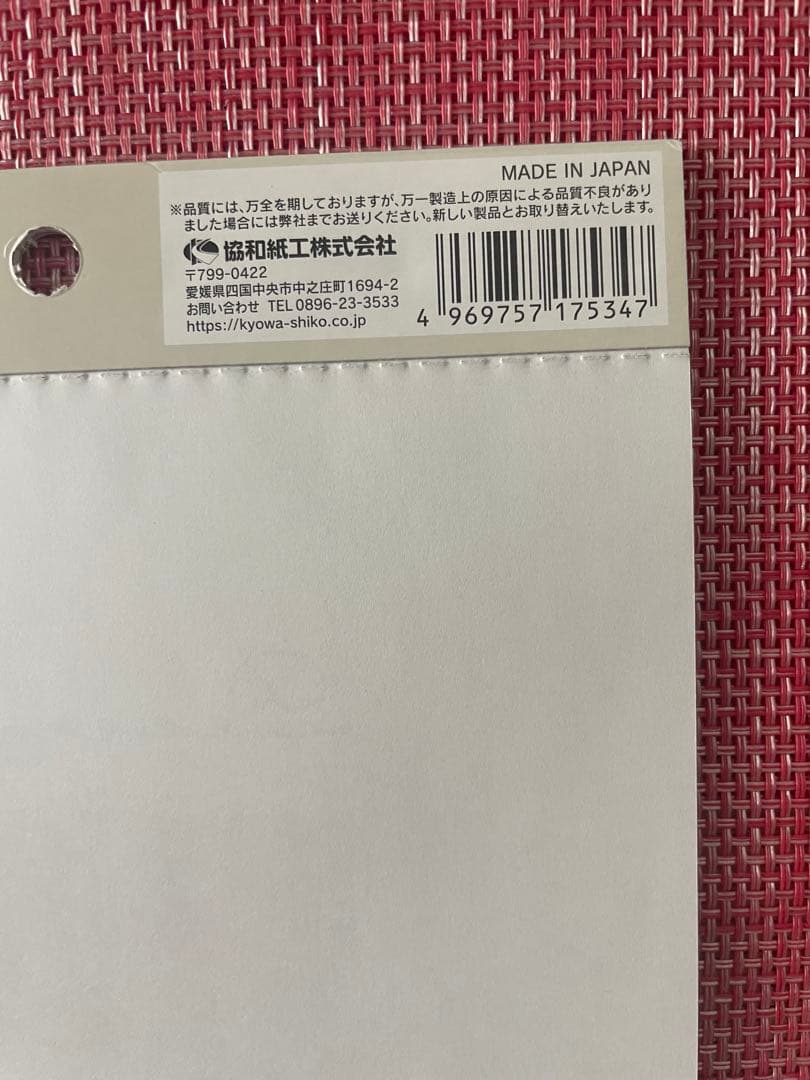 MADE IN JAPAN
※品質には、万全を期しておりますが、万一製造上の原因による品質不良があり
ました場合には弊社までお送りください。新しい製品とお取り替えいたします。
協和紙工株式会社
〒799-0422
愛媛県四国中央市中之庄町1694-2
お問い合わせ TEL 0896-23-3533
https://kyowa-shiko.co.jp
4 969757 175347